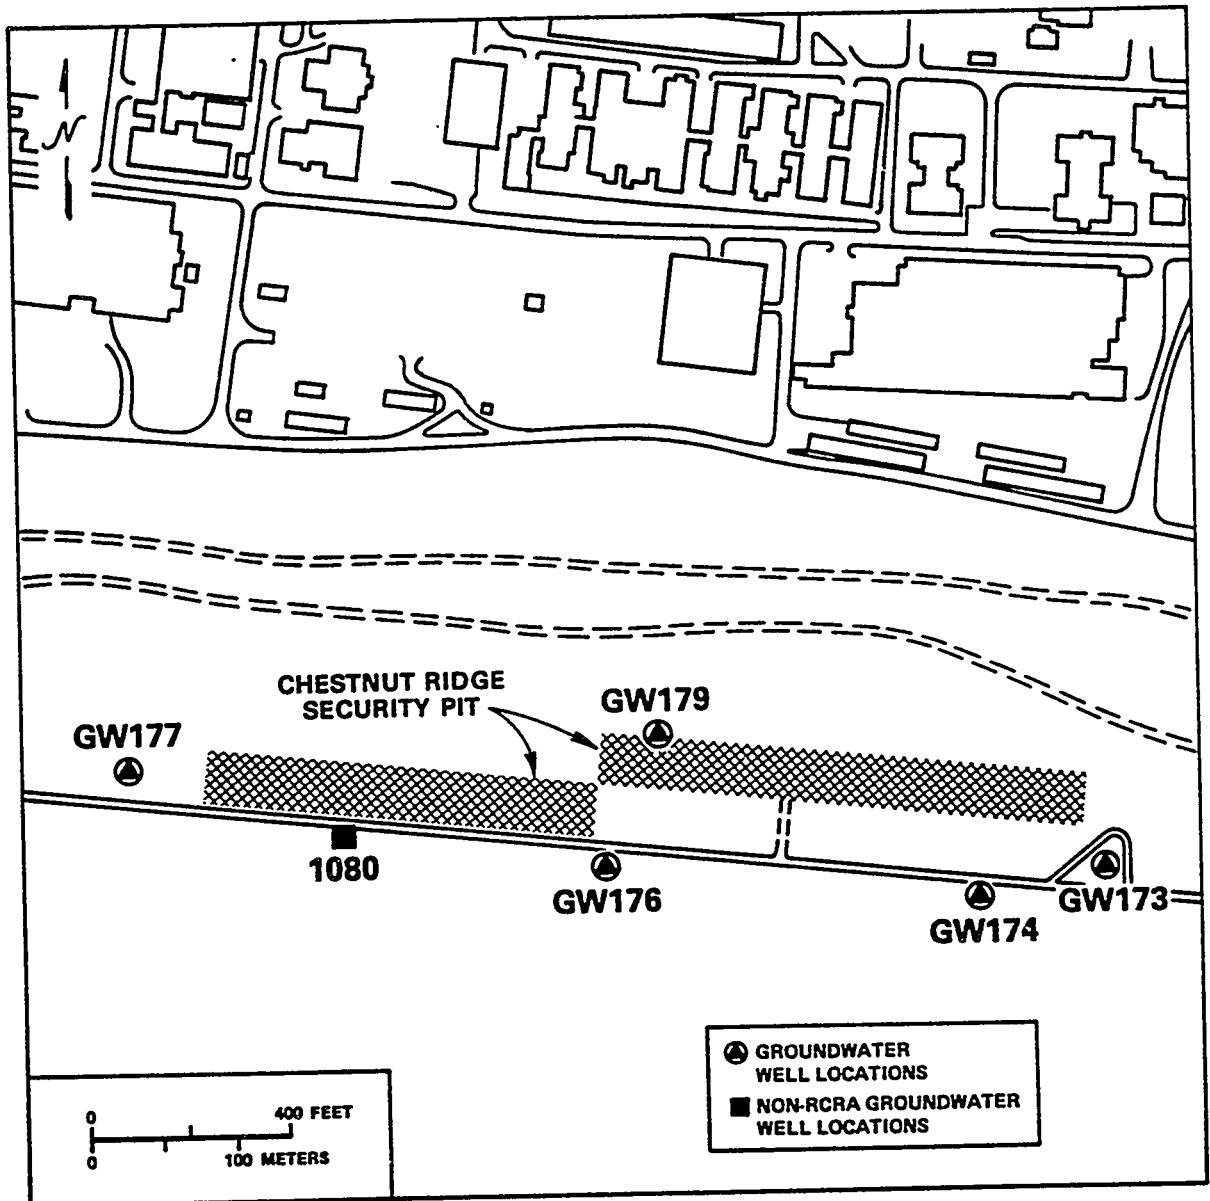 N
CHESTNUT RIDGE
SECURITY PIT
GW179
GW177
1080
GW176
GW174
GW173
GROUNDWATER
WELL LOCATIONS
NON-RCRA GROUNDWATER
WELL LOCATIONS
0 400 FEET
0 100 METERS